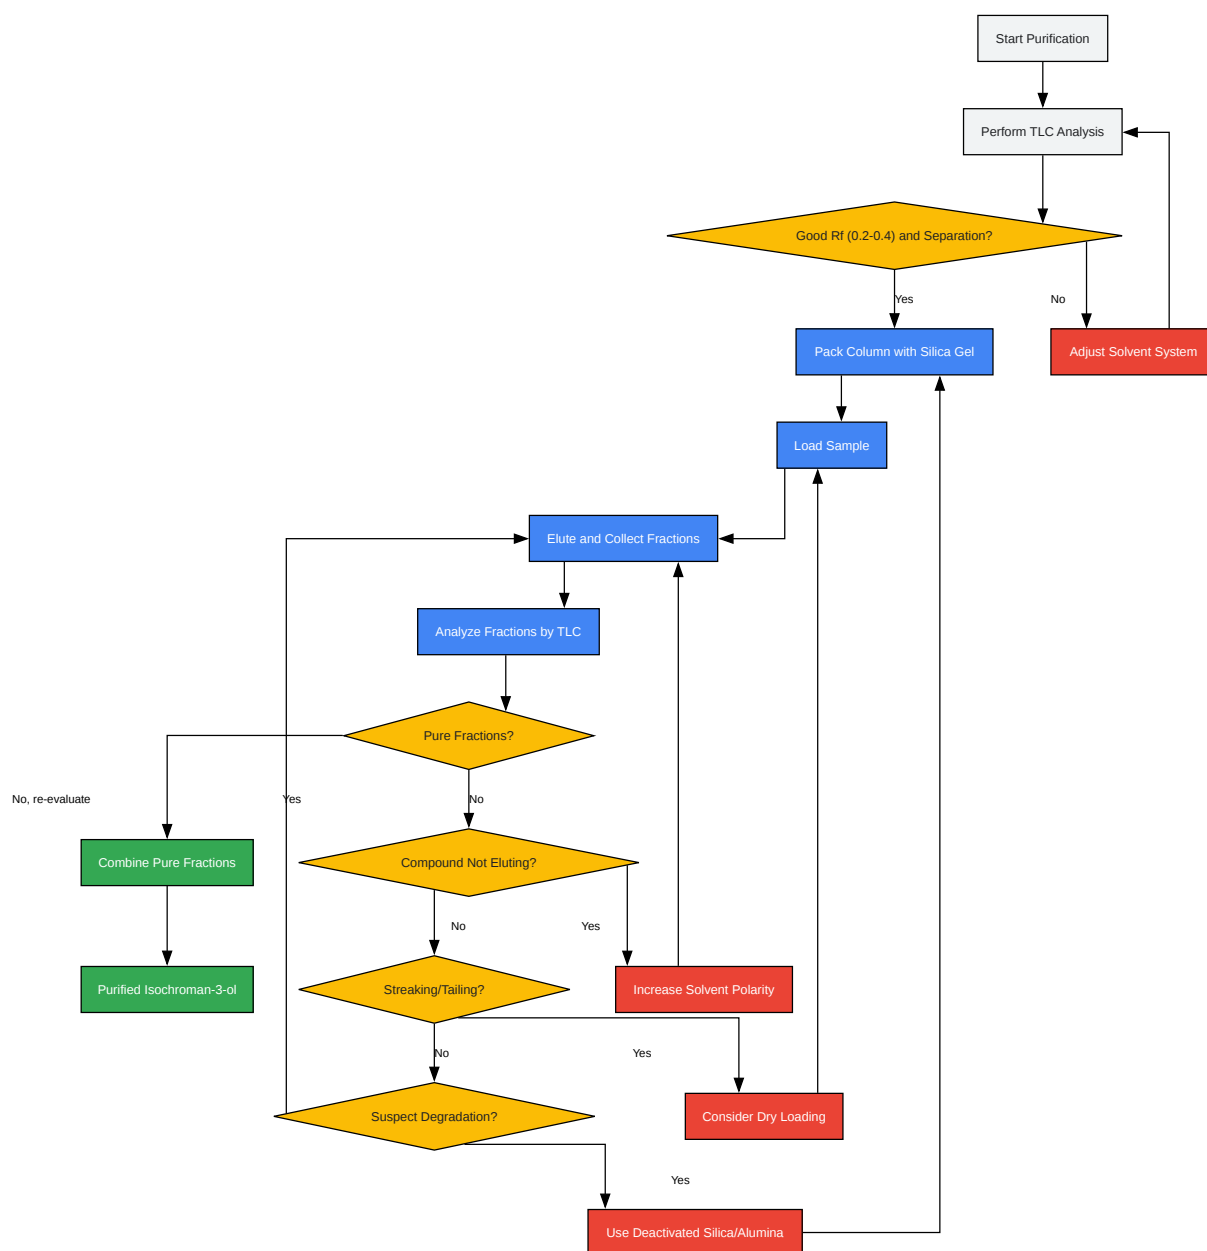 Start Purification
Perform TLC Analysis
Good Rf (0.2-0.4) and Separation?
Yes
No
Pack Column with Silica Gel
Adjust Solvent System
Load Sample
Elute and Collect Fractions
Analyze Fractions by TLC
Pure Fractions?
No, re-evaluate
Yes
No
Combine Pure Fractions
Compound Not Eluting?
No
Yes
Purified Isochroman-3-ol
Streaking/Tailing?
Increase Solvent Polarity
No
Yes
Suspect Degradation?
Consider Dry Loading
Yes
Use Deactivated Silica/Alumina